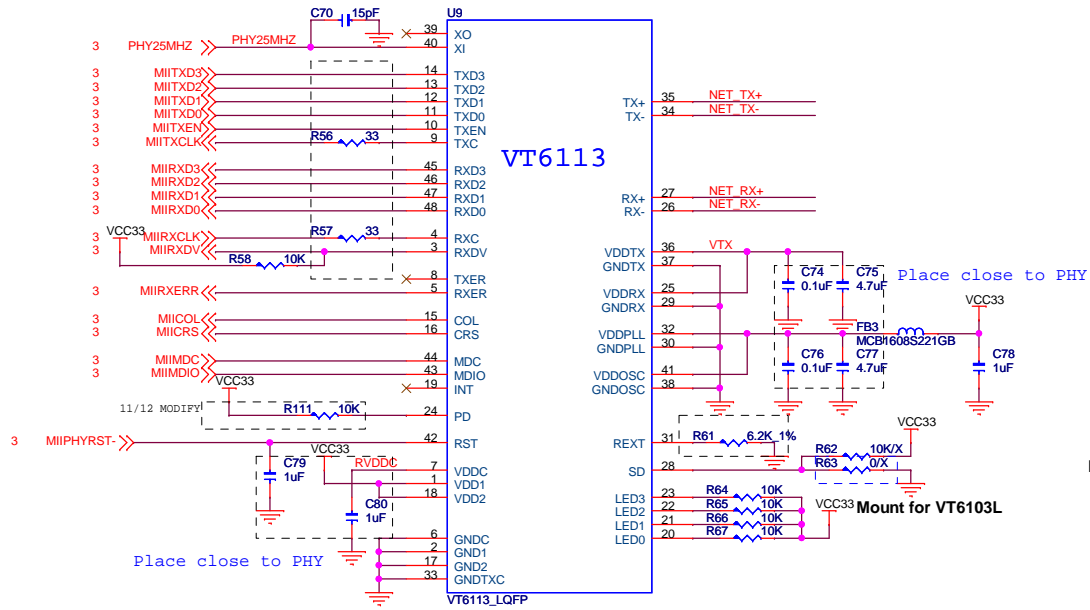 C70 15pF
U9
39 XO
3 PHY25MHZ PHY25MHZ 40 XI
3 MIITXD3 14 TXD3
3 MIITXD2 13 TXD2
3 MIITXD1 12 TXD1
3 MIITXD0 11 TXD0
3 MIITXEN 10 TXEN
3 MIITXCLK R56 33 9 TXC
3 MIIRXD3 45 RXD3
3 MIIRXD2 46 RXD2
3 MIIRXD1 47 RXD1
3 MIIRXD0 48 RXD0
3 MIIRXCLK R57 33 4 RXC
VCC33
3 MIIRXDV 3 RXDV
R58 10K
8 TXER
3 MIIRXERR 5 RXER
3 MIICOL 15 COL
3 MIICRS 16 CRS
3 MIIMDC 44 MDC
3 MIIMDIO 43 MDIO
VCC33
19 INT
11/12 MODIFY
R111 10K 24 PD
3 MIIPHYRST- 42 RST
VCC33
C79
1uF
RVDDC 7 VDDC
1 VDD1
18 VDD2
C80
1uF
6 GNDC
2 GND1
17 GND2
33 GNDTXC
Place close to PHY
VT6113
VT6113_LQFP
TX+ 35 NET_TX+
TX- 34 NET_TX-
RX+ 27 NET_RX+
RX- 26 NET_RX-
VDDTX 36 VTX
GNDTX 37
VDDRX 25
GNDRX 29
VDDPLL 32
GNDPLL 30
VDDOSC 41
GNDOSC 38
C74
0.1uF
C75
4.7uF
Place close to PHY
VCC33
FB3
MCB1608S221GB
C76
0.1uF
C77
4.7uF
C78
1uF
REXT 31 R61 6.2K_1%
VCC33
SD 28 R62 10K/X
R63 0/X
Mount for VT6103L
LED3 23 R64 10K
LED2 22 R65 10K
LED1 21 R66 10K
LED0 20 R67 10K
VCC33